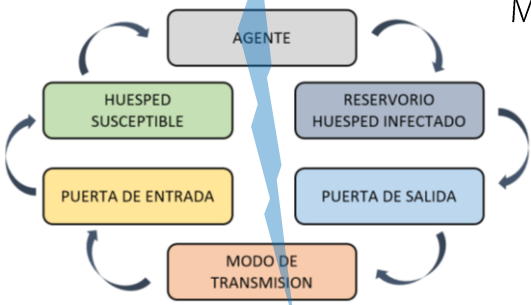 M
AGENTE
HUESPED
SUSCEPTIBLE
RESERVORIO
HUESPED INFECTADO
PUERTA DE ENTRADA
PUERTA DE SALIDA
MODO DE
TRANSMISION